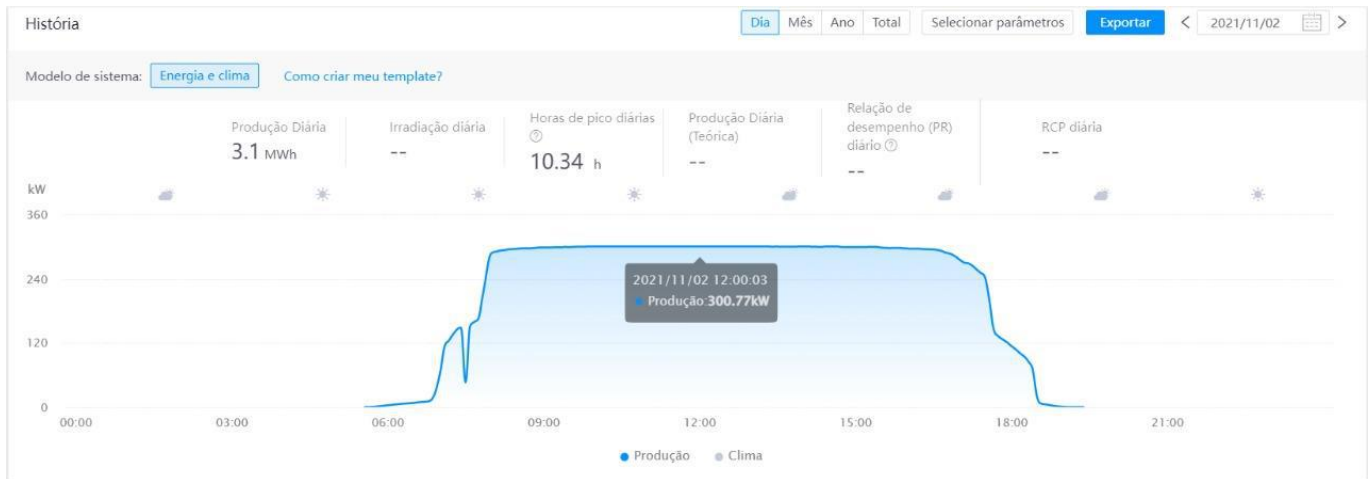 História
Dia Mês Ano Total Selecionar parâmetros Exportar < 2021/11/02 >
Modelo de sistema: Energia e clima Como criar meu template?
Produção Diária
3.1 MWh
Irradiação diária
--
Horas de pico diárias
10.34 h
Produção Diária
(Teórica)
--
Relação de
desempenho (PR)
diário
--
RCP diária
--
kW
360
240
120
0
2021/11/02 12:00:03
Produção:300.77kW
00:00 03:00 06:00 09:00 12:00 15:00 18:00 21:00
Produção Clima